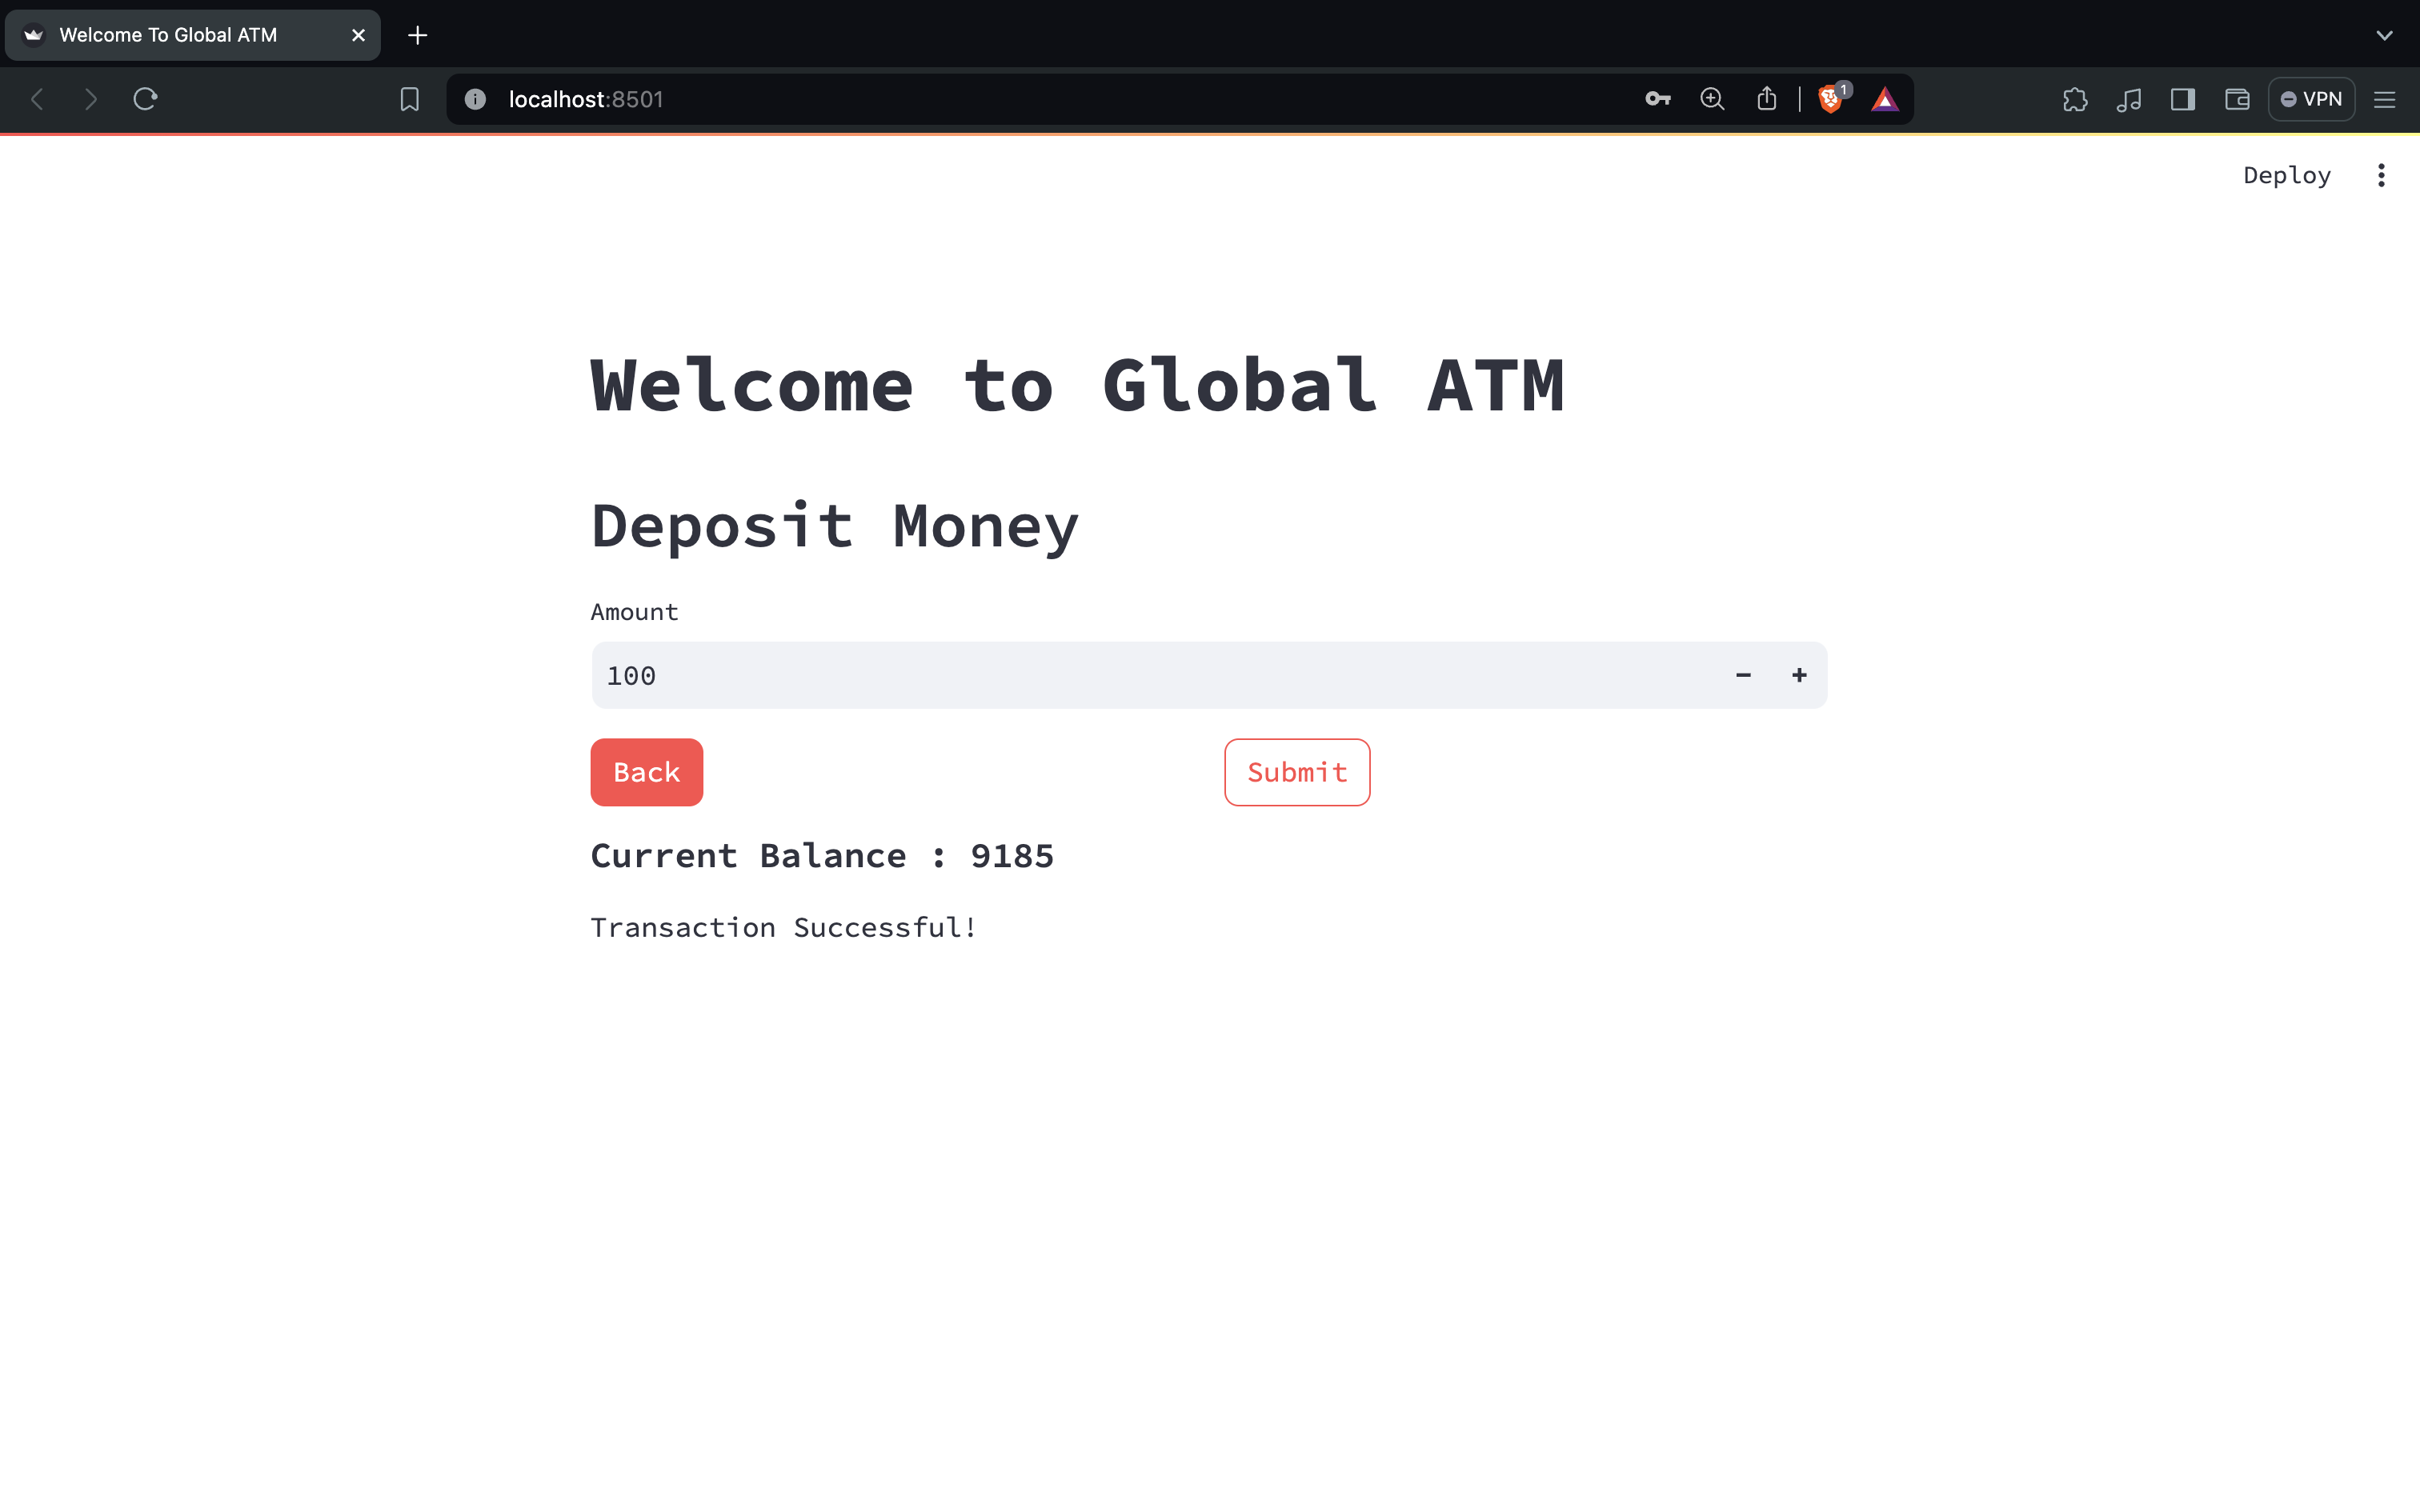 Welcome To Global ATM
localhost:8501
1
VPN
Deploy
Welcome to Global ATM
Deposit Money
Amount
100 - +
Back Submit
Current Balance : 9185
Transaction Successful!